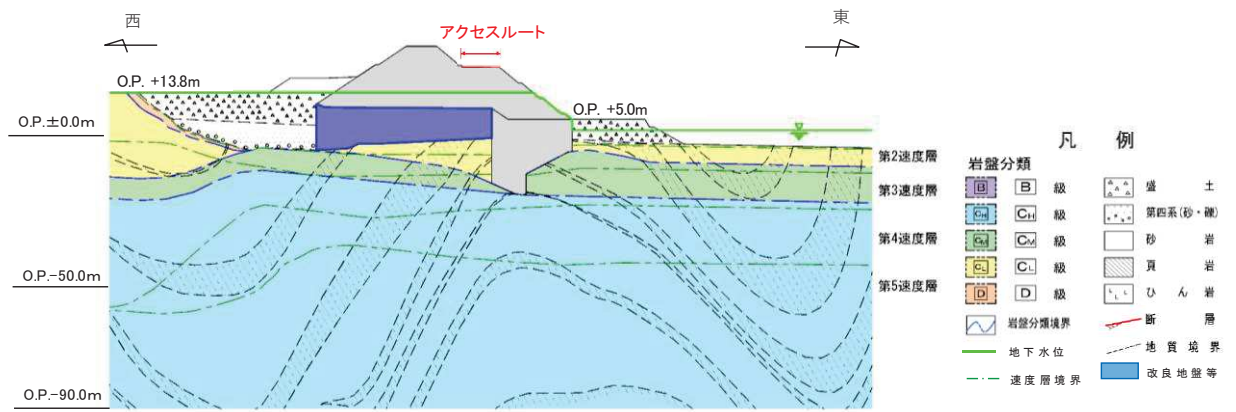 西
東
アクセスルート
O.P. +13.8m
O.P. +5.0m
O.P.±0.0m
O.P.-50.0m
O.P.-90.0m
第2速度層
第3速度層
第4速度層
第5速度層
凡 例
岩盤分類
B B 級
CH CH 級
CM CM 級
CL CL 級
D D 級
岩盤分類境界
地下水位
速度層境界
盛 土
第四系(砂・礫)
砂 岩
頁 岩
ひ ん 岩
断 層
地 質 境 界
改良地盤等